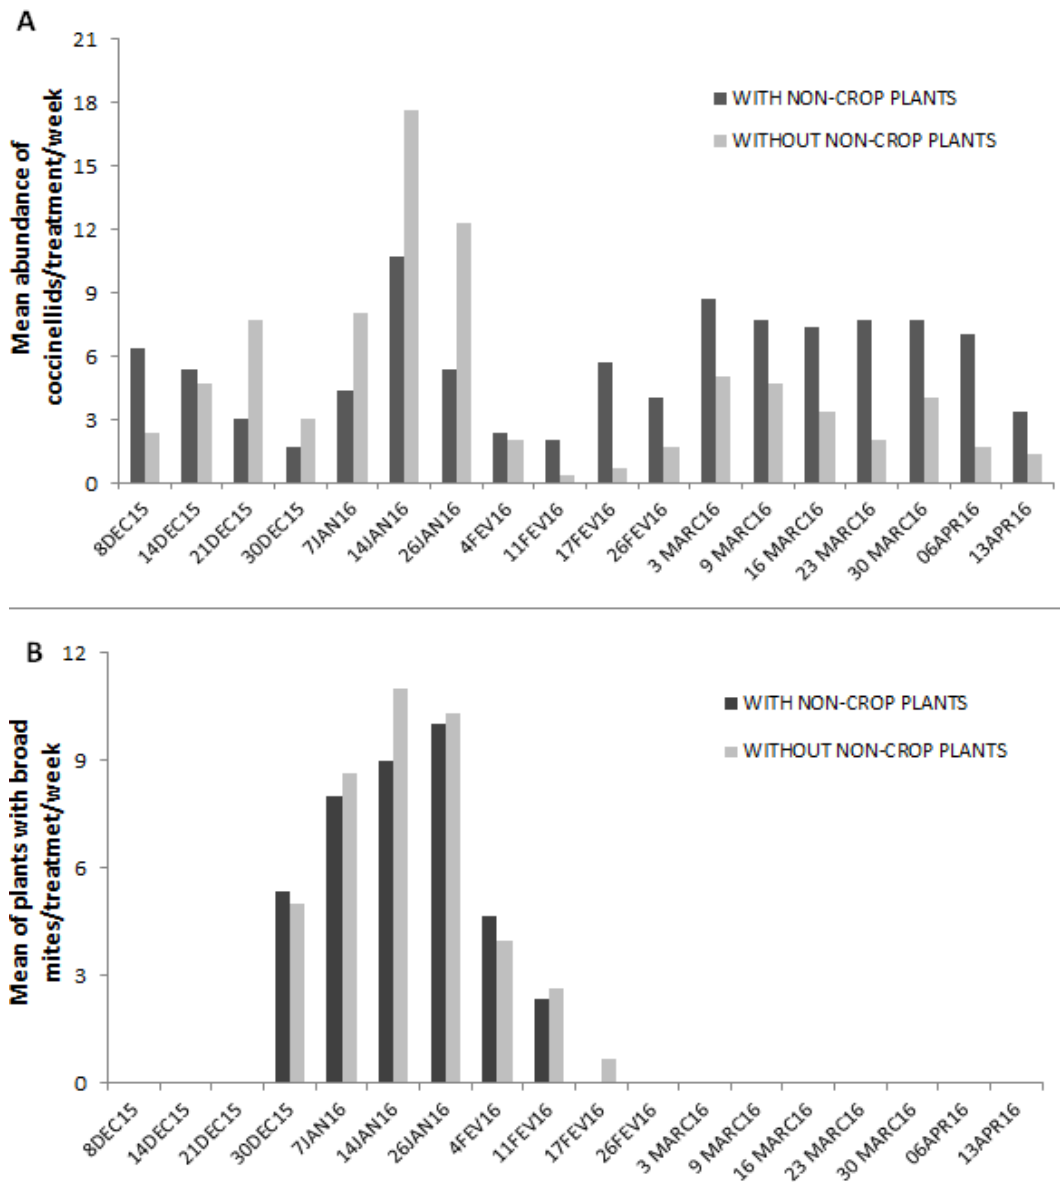 A
21
18
15
12
9
6
3
0
Mean abundance of
coccinellids/treatment/week
WITH NON-CROP PLANTS
WITHOUT NON-CROP PLANTS
8DEC15
14DEC15
21DEC15
30DEC15
7JAN16
14JAN16
26JAN16
4FEV16
11FEV16
17FEV16
26FEV16
3 MARC16
9 MARC16
16 MARC16
23 MARC16
30 MARC16
06APR16
13APR16
B
12
9
6
3
0
Mean of plants with broad
mites/treatmet/week
WITH NON-CROP PLANTS
WITHOUT NON-CROP PLANTS
8DEC15
14DEC15
21DEC15
30DEC15
7JAN16
14JAN16
26JAN16
4FEV16
11FEV16
17FEV16
26FEV16
3 MARC16
9 MARC16
16 MARC16
23 MARC16
30 MARC16
06APR16
13APR16